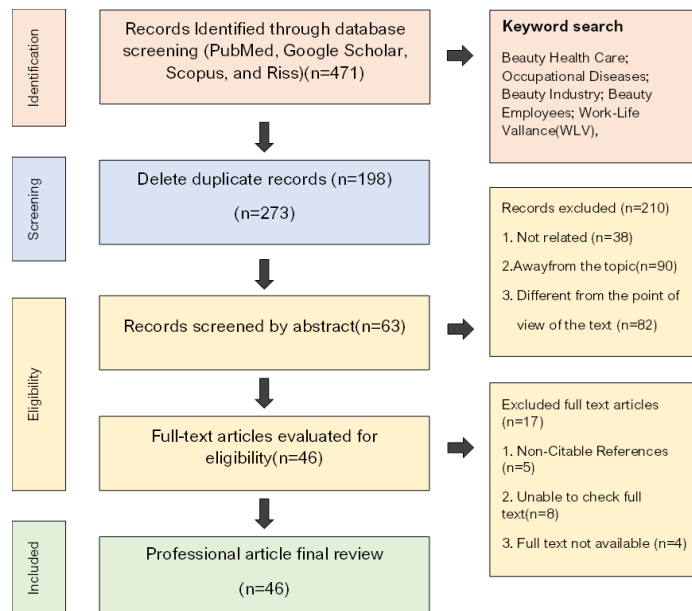 Identification
Records Identified through database
screening (PubMed, Google Scholar,
Scopus, and Riss)(n=471)
Keyword search
Beauty Health Care;
Occupational Diseases;
Beauty Industry; Beauty
Employees; Work-Life
Vallance(WLV),
Screening
Delete duplicate records (n=198)
(n=273)
Records excluded (n=210)
1. Not related (n=38)
2.Awayfrom the topic(n=90)
3. Different from the point of
view of the text (n=82)
Eligibility
Records screened by abstract(n=63)
Full-text articles evaluated for
eligibility(n=46)
Excluded full text articles
(n=17)
1. Non-Citable References
(n=5)
2. Unable to check full
text(n=8)
3. Full text not available (n=4)
Included
Professional article final review
(n=46)